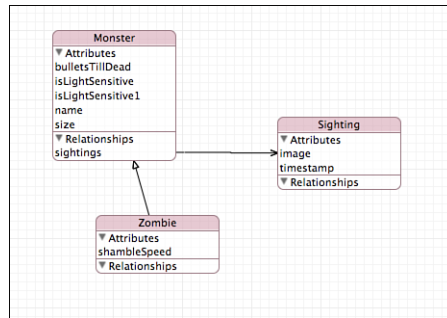 Monster
Attributes
bulletsTillDead
isLightSensitive
isLightSensitive1
name
size
Relationships
sightings
Sighting
Attributes
image
timestamp
Relationships
Zombie
Attributes
shambleSpeed
Relationships